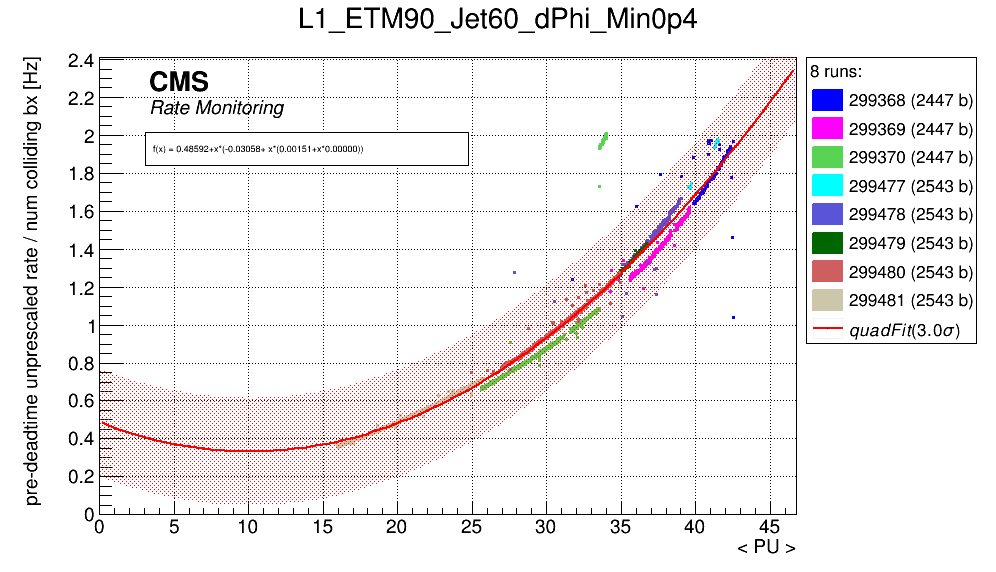 L1_ETM90_Jet60_dPhi_Min0p4
pre-deadtime unprescaled rate / num colliding bx [Hz]
2.4
2.2
2
1.8
1.6
1.4
1.2
1
0.8
0.6
0.4
0.2
0
CMS
Rate Monitoring
f(x) = 0.48592+x*(-0.03058+ x*(0.00151+x*0.00000))
0 5 10 15 20 25 30 35 40 45
< PU >
8 runs:
299368 (2447 b)
299369 (2447 b)
299370 (2447 b)
299477 (2543 b)
299478 (2543 b)
299479 (2543 b)
299480 (2543 b)
299481 (2543 b)
quadFit(3.0σ)